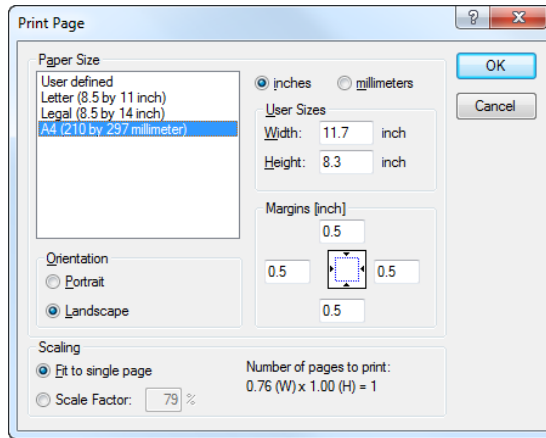 Print Page
Paper Size
User defined
Letter (8.5 by 11 inch)
Legal (8.5 by 14 inch)
A4 (210 by 297 millimeter)
Orientation
Portrait
Landscape
inches millimeters
User Sizes
Width: 11.7 inch
Height: 8.3 inch
Margins [inch]
0.5
0.5 0.5
0.5
Scaling
Fit to single page
Scale Factor: 79 %
Number of pages to print:
0.76 (W) x 1.00 (H) = 1
OK
Cancel